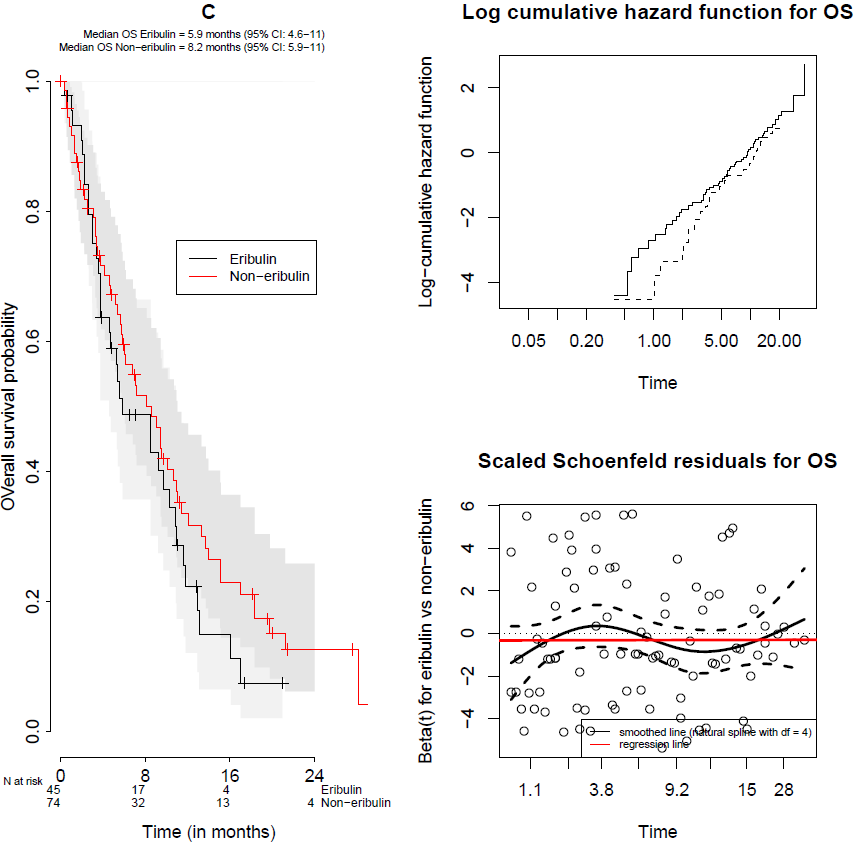 C
Median OS Eribulin = 5.9 months (95% CI: 4.6−11)
Median OS Non−eribulin = 8.2 months (95% CI: 5.9−11)
OVerall survival probability
1.0
0.8
0.6
0.4
0.2
0.0
Eribulin
Non−eribulin
0 8 16 24
N at risk
45 17 4 Eribulin
74 32 13 4 Non−eribulin
Time (in months)
Log cumulative hazard function for OS
Log−cumulative hazard function
2
0
−2
−4
0.05 0.20 1.00 5.00 20.00
Time
Scaled Schoenfeld residuals for OS
Beta(t) for eribulin vs non−eribulin
6
4
2
0
−2
−4
smoothed line (natural spline with df = 4)
regression line
1.1 3.8 9.2 15 28
Time